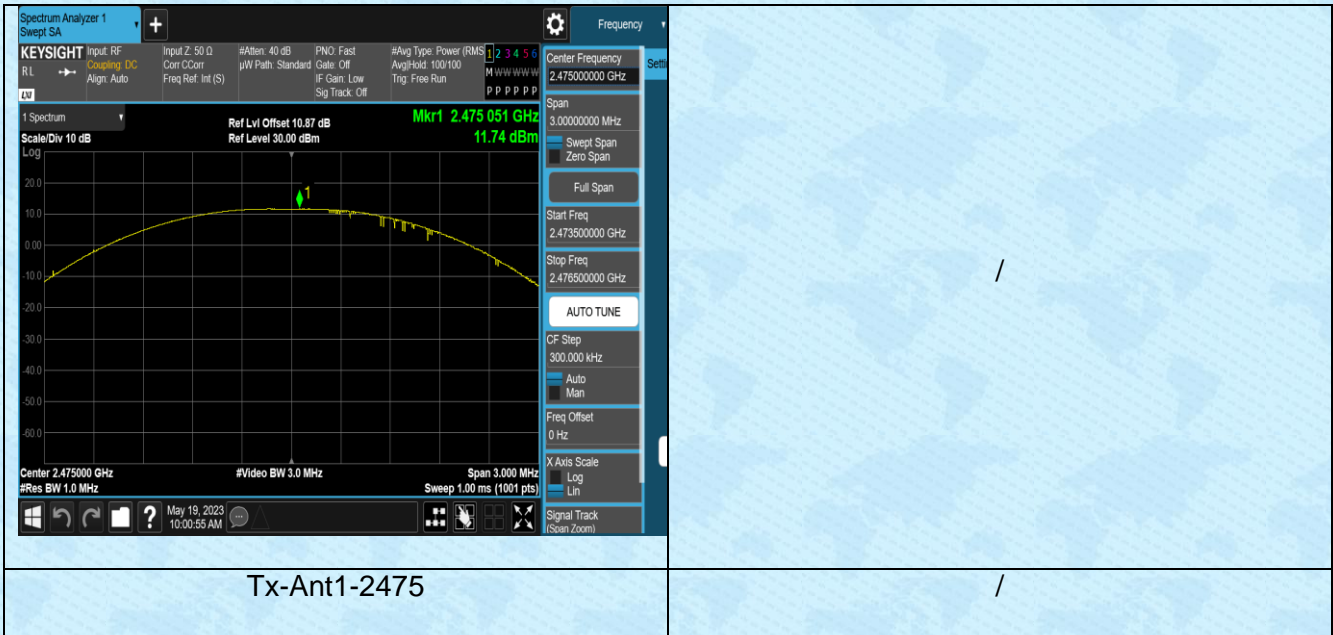 Spectrum Analyzer 1
Swept SA
+
Frequency
KEYSIGHT
RL
LXI
Input: RF
Coupling: DC
Align: Auto
Input Z: 50 Ω
Corr CCorr
Freq Ref: Int (S)
#Atten: 40 dB
µW Path: Standard
PNO: Fast
Gate: Off
IF Gain: Low
Sig Track: Off
#Avg Type: Power (RMS
Avg|Hold: 100/100
Trig: Free Run
1 2 3 4 5 6
M W W W W W
P P P P P P
1 Spectrum
Scale/Div 10 dB
Log
Ref Lvl Offset 10.87 dB
Ref Level 30.00 dBm
Mkr1 2.475 051 GHz
11.74 dBm
20.0
1
10.0
0.00
-10.0
-20.0
-30.0
-40.0
-50.0
-60.0
Center 2.475000 GHz
#Res BW 1.0 MHz
#Video BW 3.0 MHz
Span 3.000 MHz
Sweep 1.00 ms (1001 pts)
May 19, 2023
10:00:55 AM
?
Center Frequency
2.475000000 GHz
Setti
Span
3.00000000 MHz
Swept Span
Zero Span
Full Span
Start Freq
2.473500000 GHz
Stop Freq
2.476500000 GHz
AUTO TUNE
CF Step
300.000 kHz
Auto
Man
Freq Offset
0 Hz
X Axis Scale
Log
Lin
Signal Track
(Span Zoom)
/
Tx-Ant1-2475
/